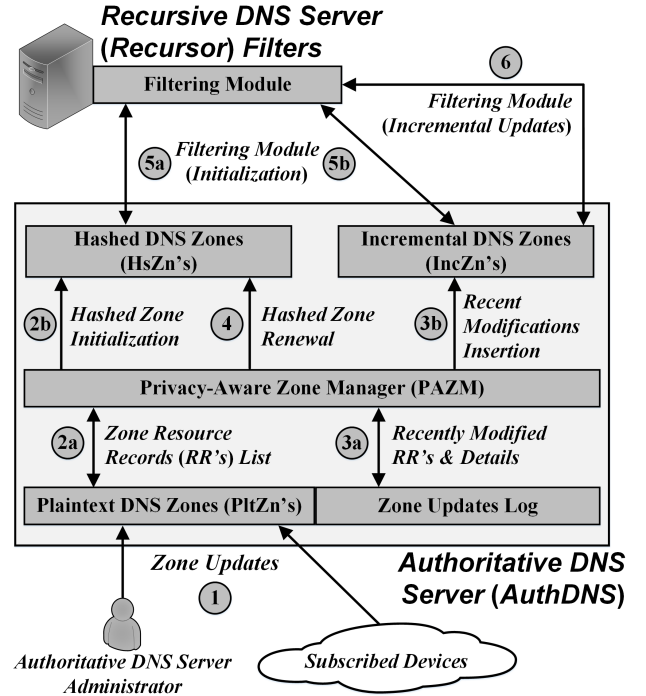 Recursive DNS Server
(Recursor) Filters
Filtering Module
6
Filtering Module
(Incremental Updates)
5a
Filtering Module
(Initialization)
5b
Hashed DNS Zones
(HsZn's)
Incremental DNS Zones
(IncZn's)
2b
Hashed Zone
Initialization
4
Hashed Zone
Renewal
3b
Recent
Modifications
Insertion
Privacy-Aware Zone Manager (PAZM)
2a
Zone Resource
Records (RR's) List
3a
Recently Modified
RR's & Details
Plaintext DNS Zones (PltZn's)
Zone Updates Log
Zone Updates
1
Authoritative DNS
Server (AuthDNS)
Authoritative DNS Server
Administrator
Subscribed Devices